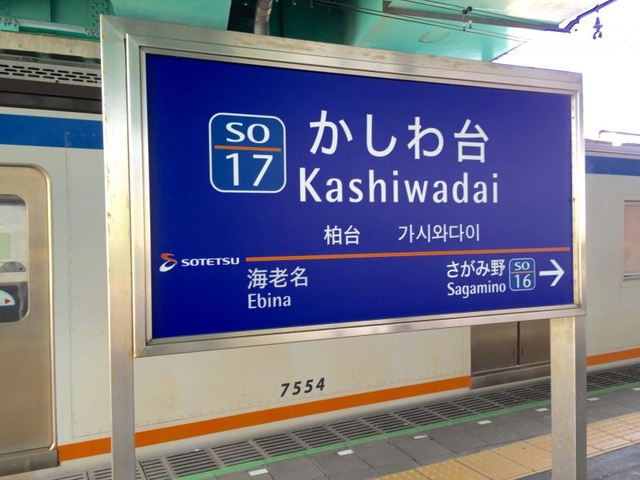 SO
17
かしわ台
Kashiwadai
柏台 가시와다이
SOTETSU
海老名
Ebina
さがみ野
Sagamino
SO
16
7554